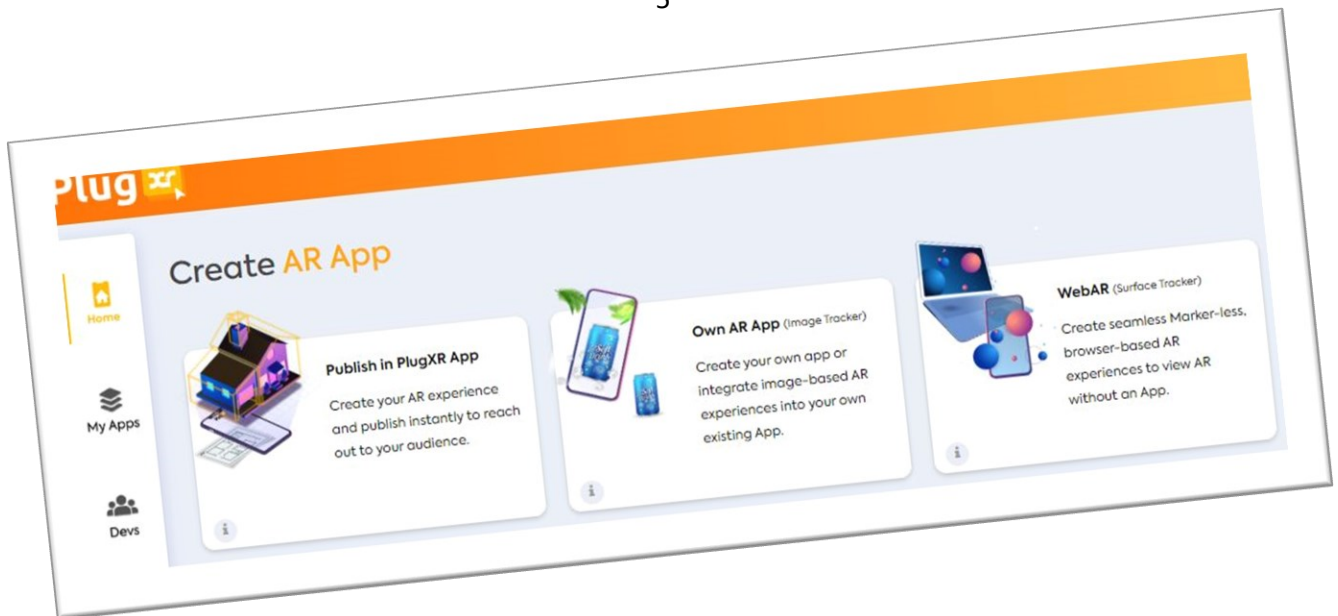 Plug xr
Home
My Apps
Devs
Create AR App
Publish in PlugXR App
Create your AR experience
and publish instantly to reach
out to your audience.
Own AR App (Image Tracker)
Create your own app or
integrate image-based AR
experiences into your own
existing App.
WebAR (Surface Tracker)
Create seamless Marker-less,
browser-based AR
experiences to view AR
without an App.